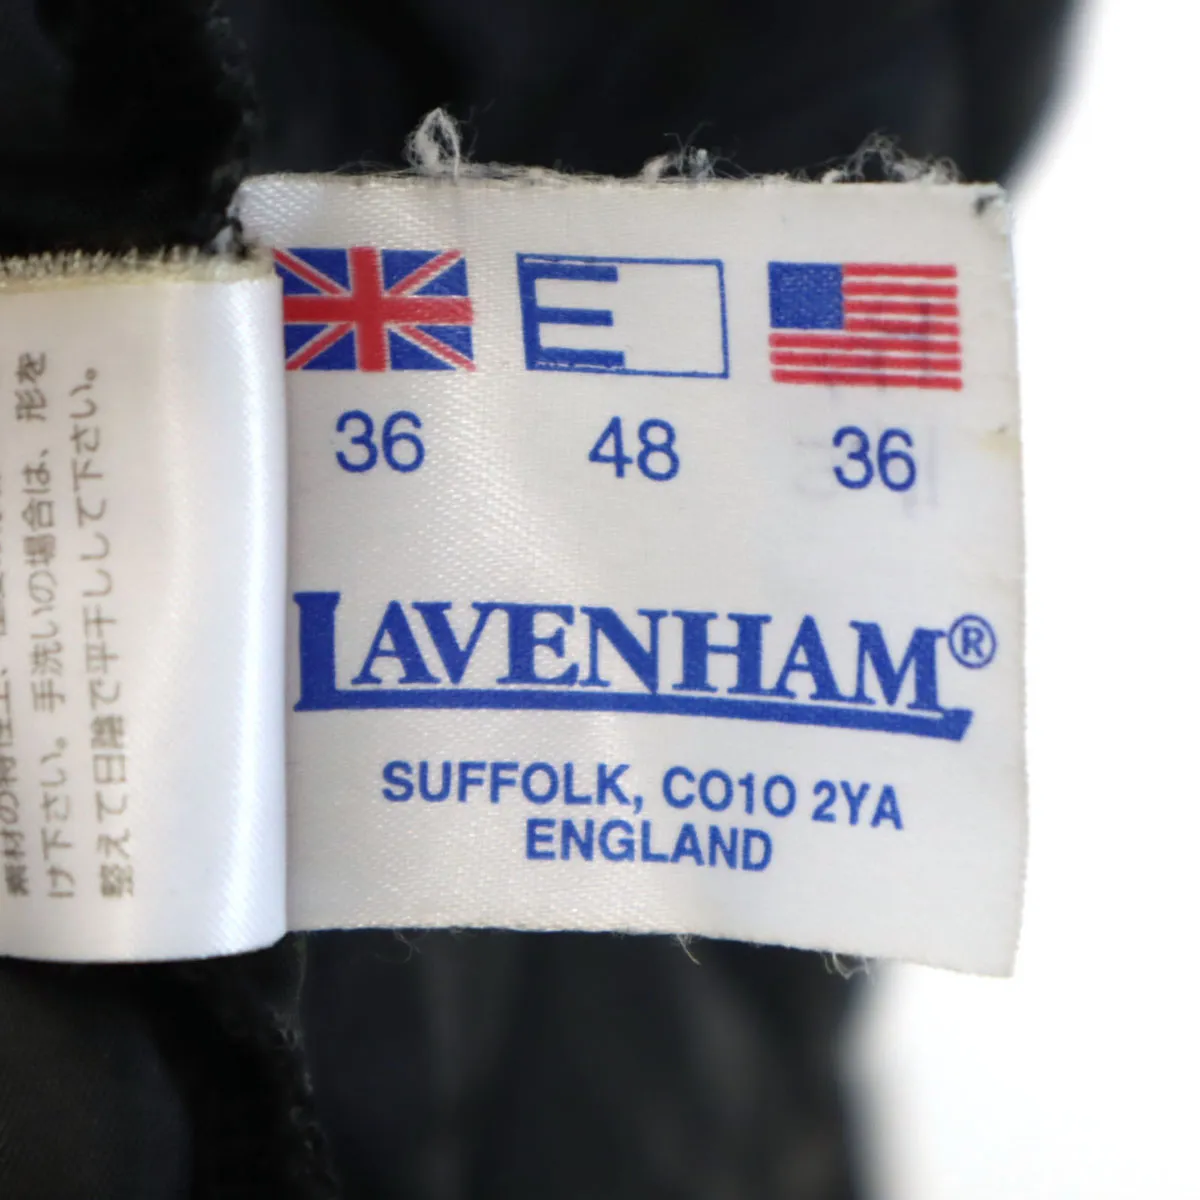 36 48 36
LAVENHAM®
SUFFOLK, CO10 2YA
ENGLAND
素材の特性上、
け下さい。手洗いの場合は、形を
整えて日陰で平干しして下さい。